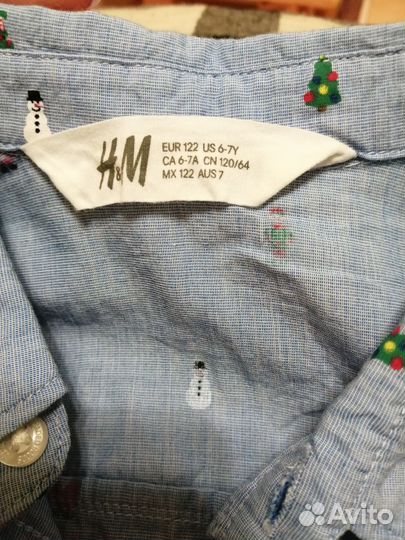 H&M
EUR 122 US 6-7Y
CA 6-7A CN 120/64
MX 122 AUS 7
Avito